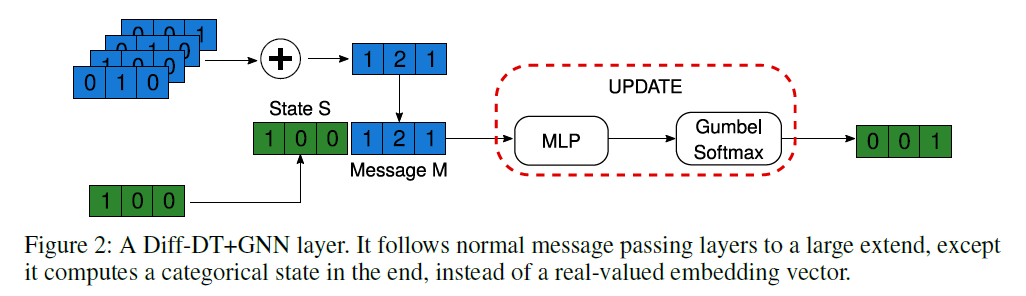 0 0 1
0 1 0
1 0 0
0 1 0
+
1 2 1
State S
1 0 0
1 2 1
Message M
1 0 0
UPDATE
MLP
Gumbel
Softmax
0 0 1
Figure 2: A Diff-DT+GNN layer. It follows normal message passing layers to a large extend, except
it computes a categorical state in the end, instead of a real-valued embedding vector.